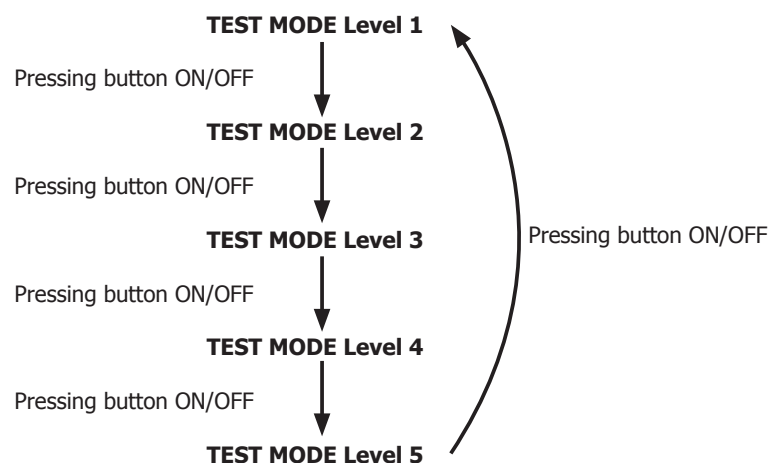 TEST MODE Level 1
Pressing button ON/OFF
TEST MODE Level 2
Pressing button ON/OFF
TEST MODE Level 3
Pressing button ON/OFF
Pressing button ON/OFF
TEST MODE Level 4
Pressing button ON/OFF
TEST MODE Level 5